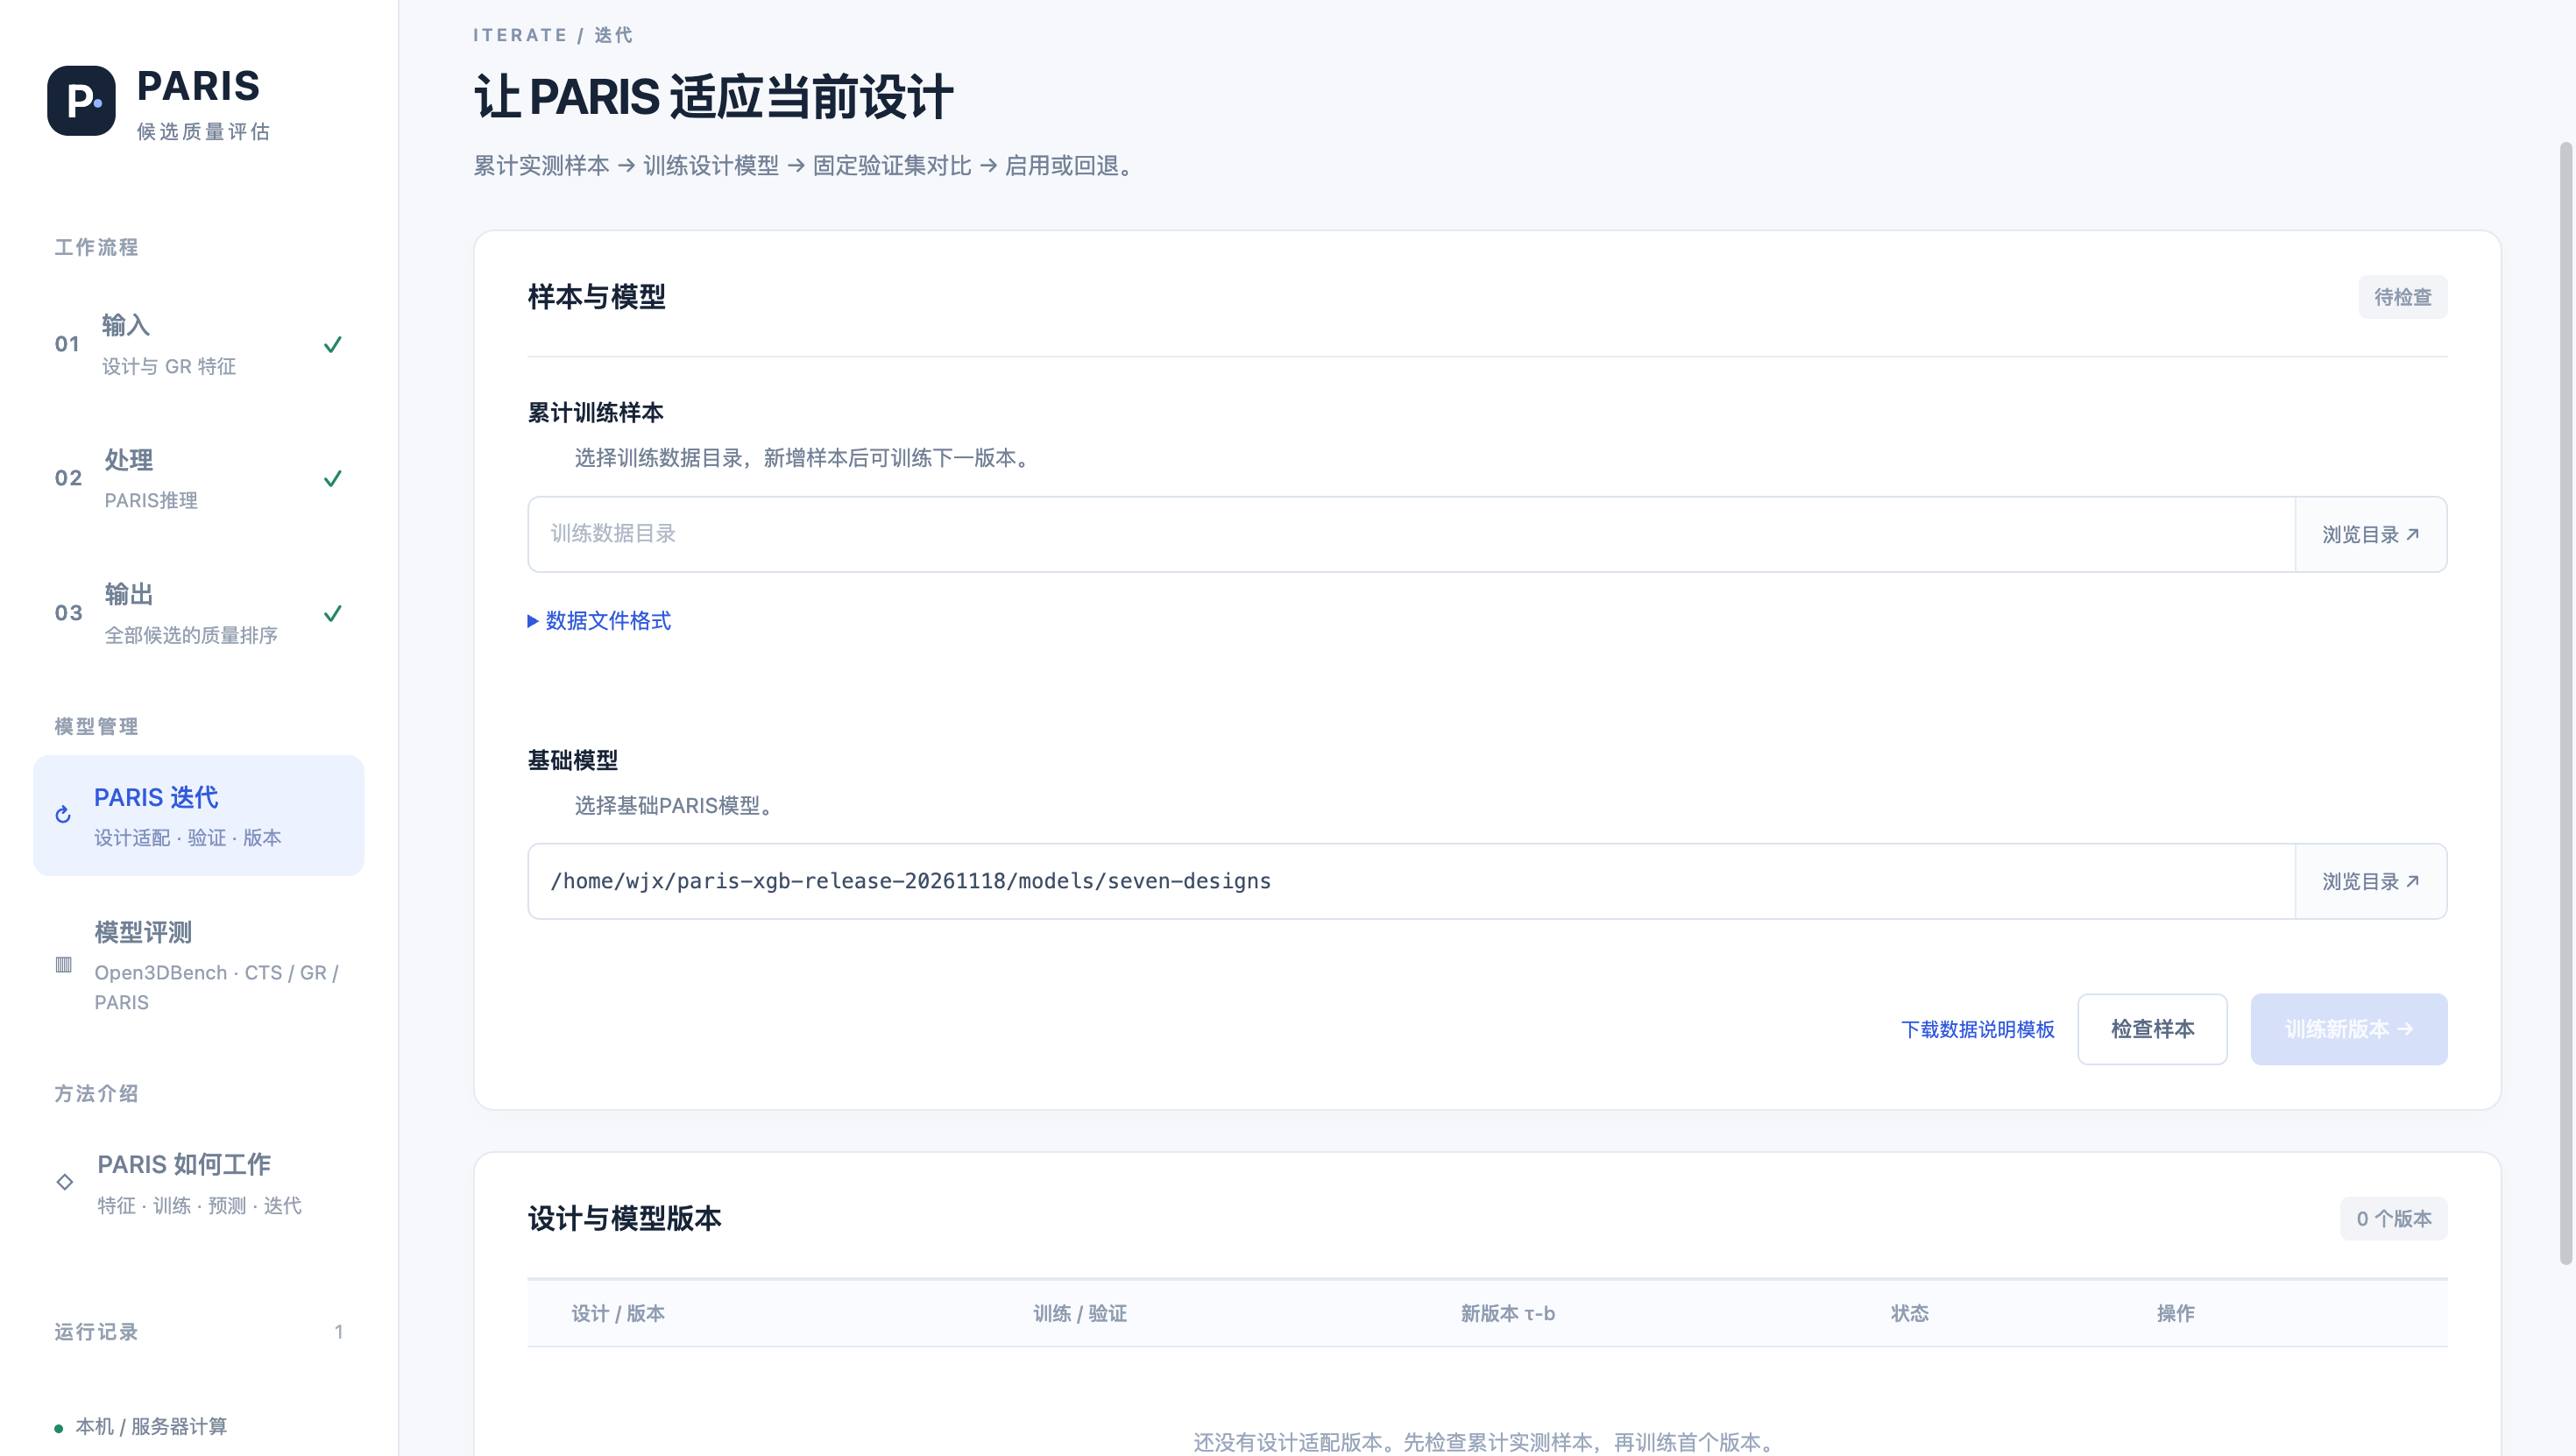 P
PARIS
候选质量评估
工作流程
01
输入
设计与 GR 特征
02
处理
PARIS推理
03
输出
全部候选的质量排序
模型管理
PARIS 迭代
设计适配 · 验证 · 版本
模型评测
Open3DBench · CTS / GR /
PARIS
方法介绍
PARIS 如何工作
特征 · 训练 · 预测 · 迭代
运行记录 1
本机 / 服务器计算
ITERATE / 迭代
让 PARIS 适应当前设计
累计实测样本 → 训练设计模型 → 固定验证集对比 → 启用或回退。
样本与模型 待检查
累计训练样本
选择训练数据目录，新增样本后可训练下一版本。
训练数据目录 浏览目录 ↗
▶ 数据文件格式
基础模型
选择基础PARIS模型。
/home/wjx/paris-xgb-release-20261118/models/seven-designs 浏览目录 ↗
下载数据说明模板 检查样本 训练新版本 →
设计与模型版本 0 个版本
设计 / 版本 训练 / 验证 新版本 τ-b 状态 操作
还没有设计适配版本。先检查累计实测样本，再训练首个版本。